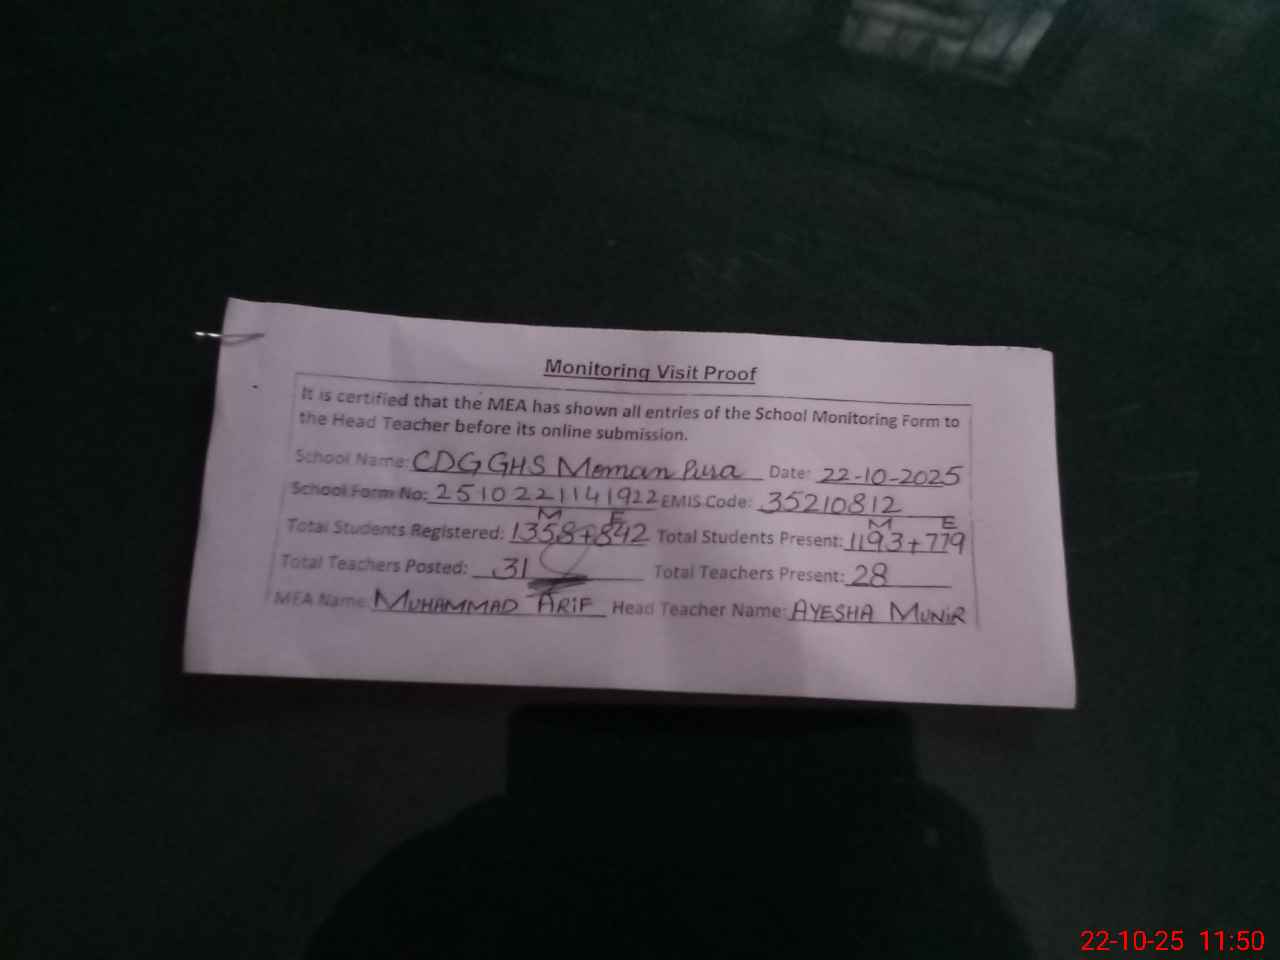 Monitoring Visit Proof
It is certified that the MEA has shown all entries of the School Monitoring Form to
the Head Teacher before its online submission.
School Name: CDG GHS Moman Pura Date: 22-10-2025
School Form No: 2510221141922 EMIS Code: 35210812
M E M E
Total Students Registered: 1358+842 Total Students Present: 1193+779
Total Teachers Posted: 31 Total Teachers Present: 28
MEA Name: MUHAMMAD ARIF Head Teacher Name: AYESHA MUNIR
22-10-25 11:50